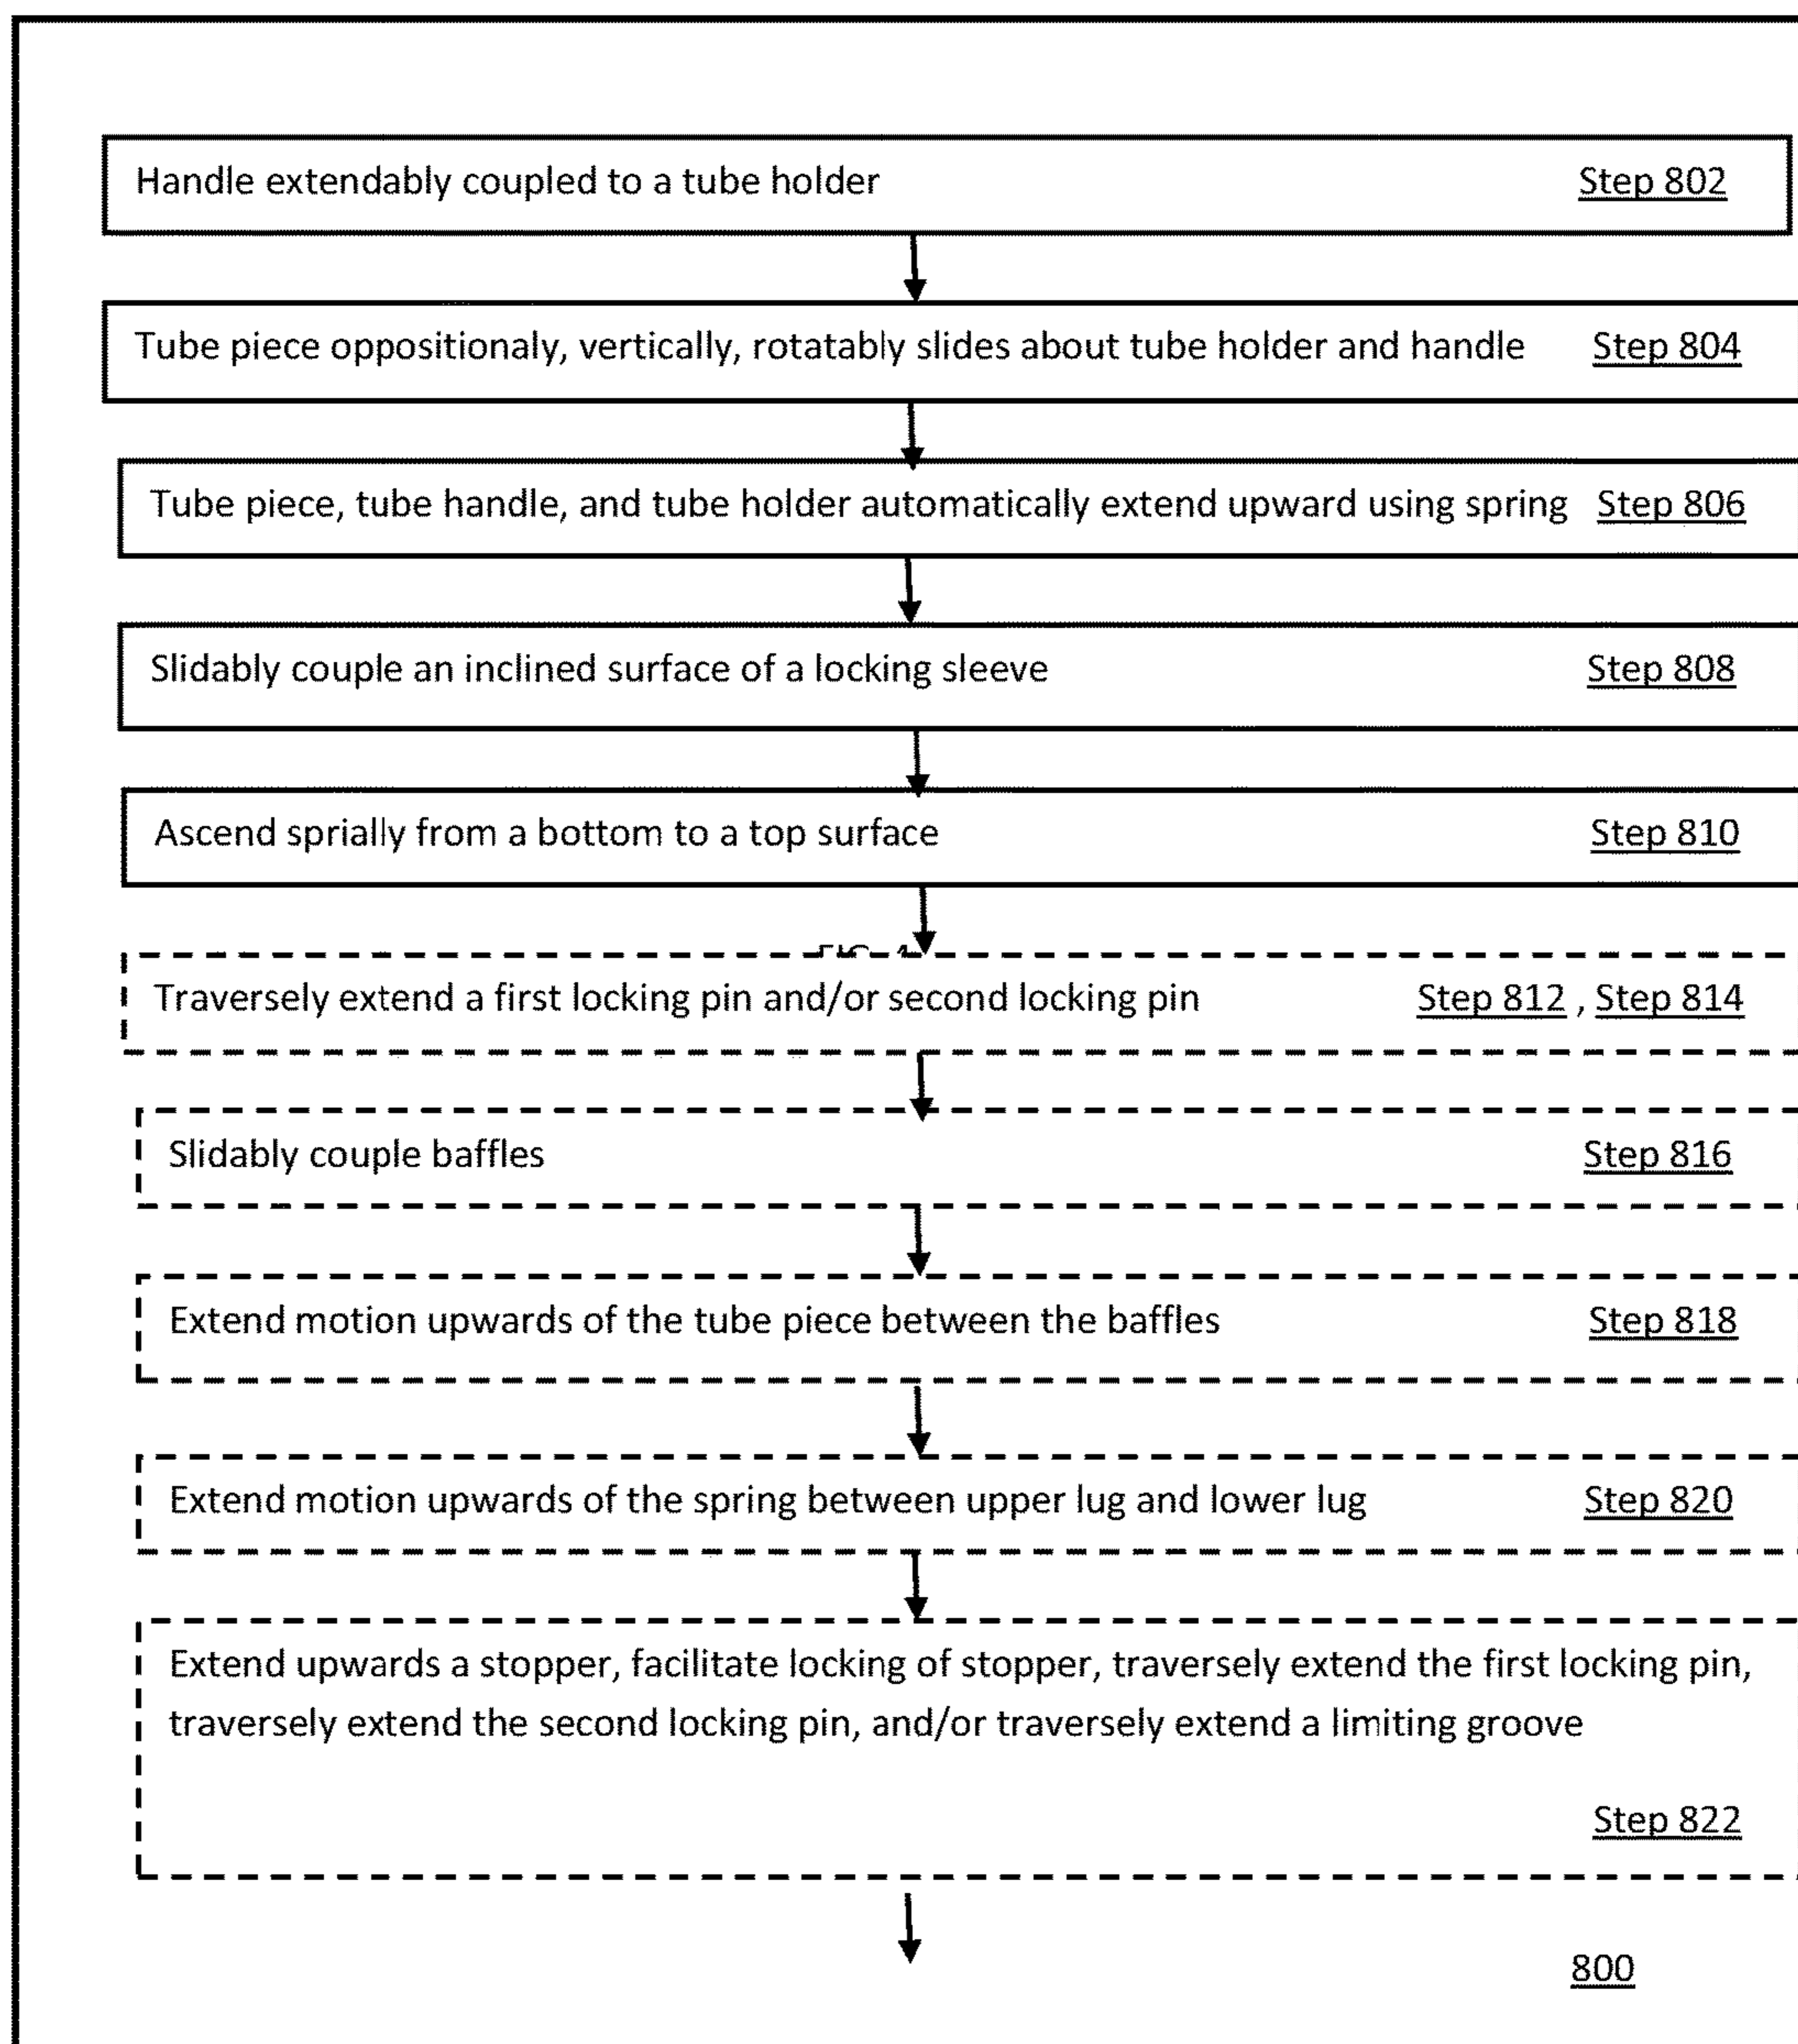 Handle extendably coupled to a tube holder Step 802
Tube piece oppositionaly, vertically, rotatably slides about tube holder and handle Step 804
Tube piece, tube handle, and tube holder automatically extend upward using spring Step 806
Slidably couple an inclined surface of a locking sleeve Step 808
Ascend sprially from a bottom to a top surface Step 810
Traversely extend a first locking pin and/or second locking pin Step 812 , Step 814
Slidably couple baffles Step 816
Extend motion upwards of the tube piece between the baffles Step 818
Extend motion upwards of the spring between upper lug and lower lug Step 820
Extend upwards a stopper, facilitate locking of stopper, traversely extend the first locking pin,
traversely extend the second locking pin, and/or traversely extend a limiting groove
Step 822
800